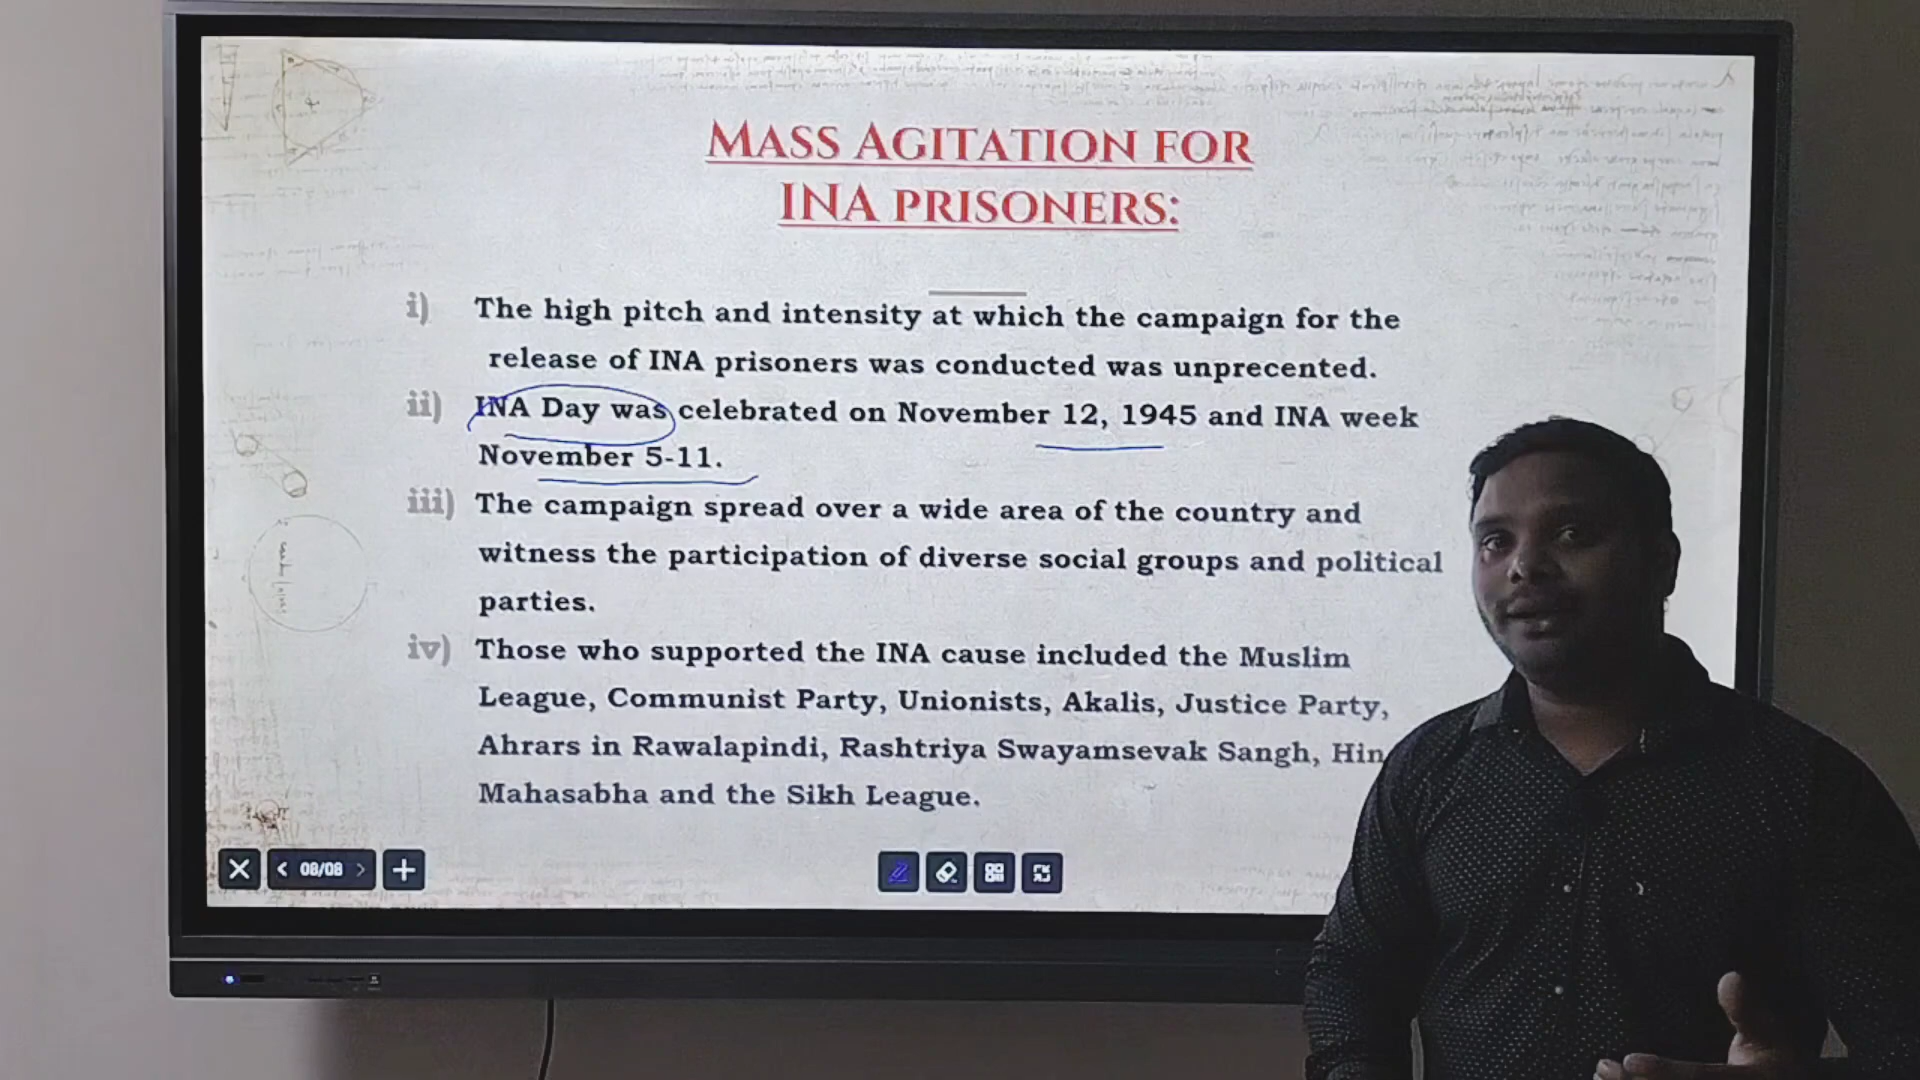 MASS AGITATION FOR
INA PRISONERS:
i) The high pitch and intensity at which the campaign for the
release of INA prisoners was conducted was unprecented.
ii) INA Day was celebrated on November 12, 1945 and INA week
November 5-11.
iii) The campaign spread over a wide area of the country and
witness the participation of diverse social groups and political
parties.
iv) Those who supported the INA cause included the Muslim
League, Communist Party, Unionists, Akalis, Justice Party,
Ahrars in Rawalapindi, Rashtriya Swayamsevak Sangh, Hin
Mahasabha and the Sikh League.
08/08